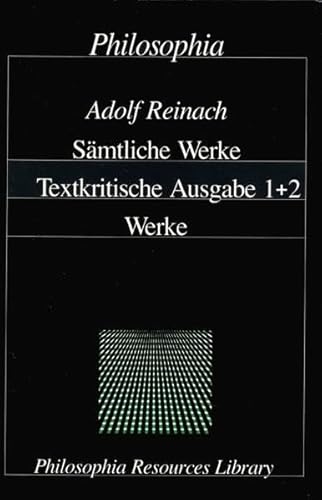 Philosophia
Adolf Reinach
Sämtliche Werke
Textkritische Ausgabe 1+2
Werke
Philosophia Resources Library